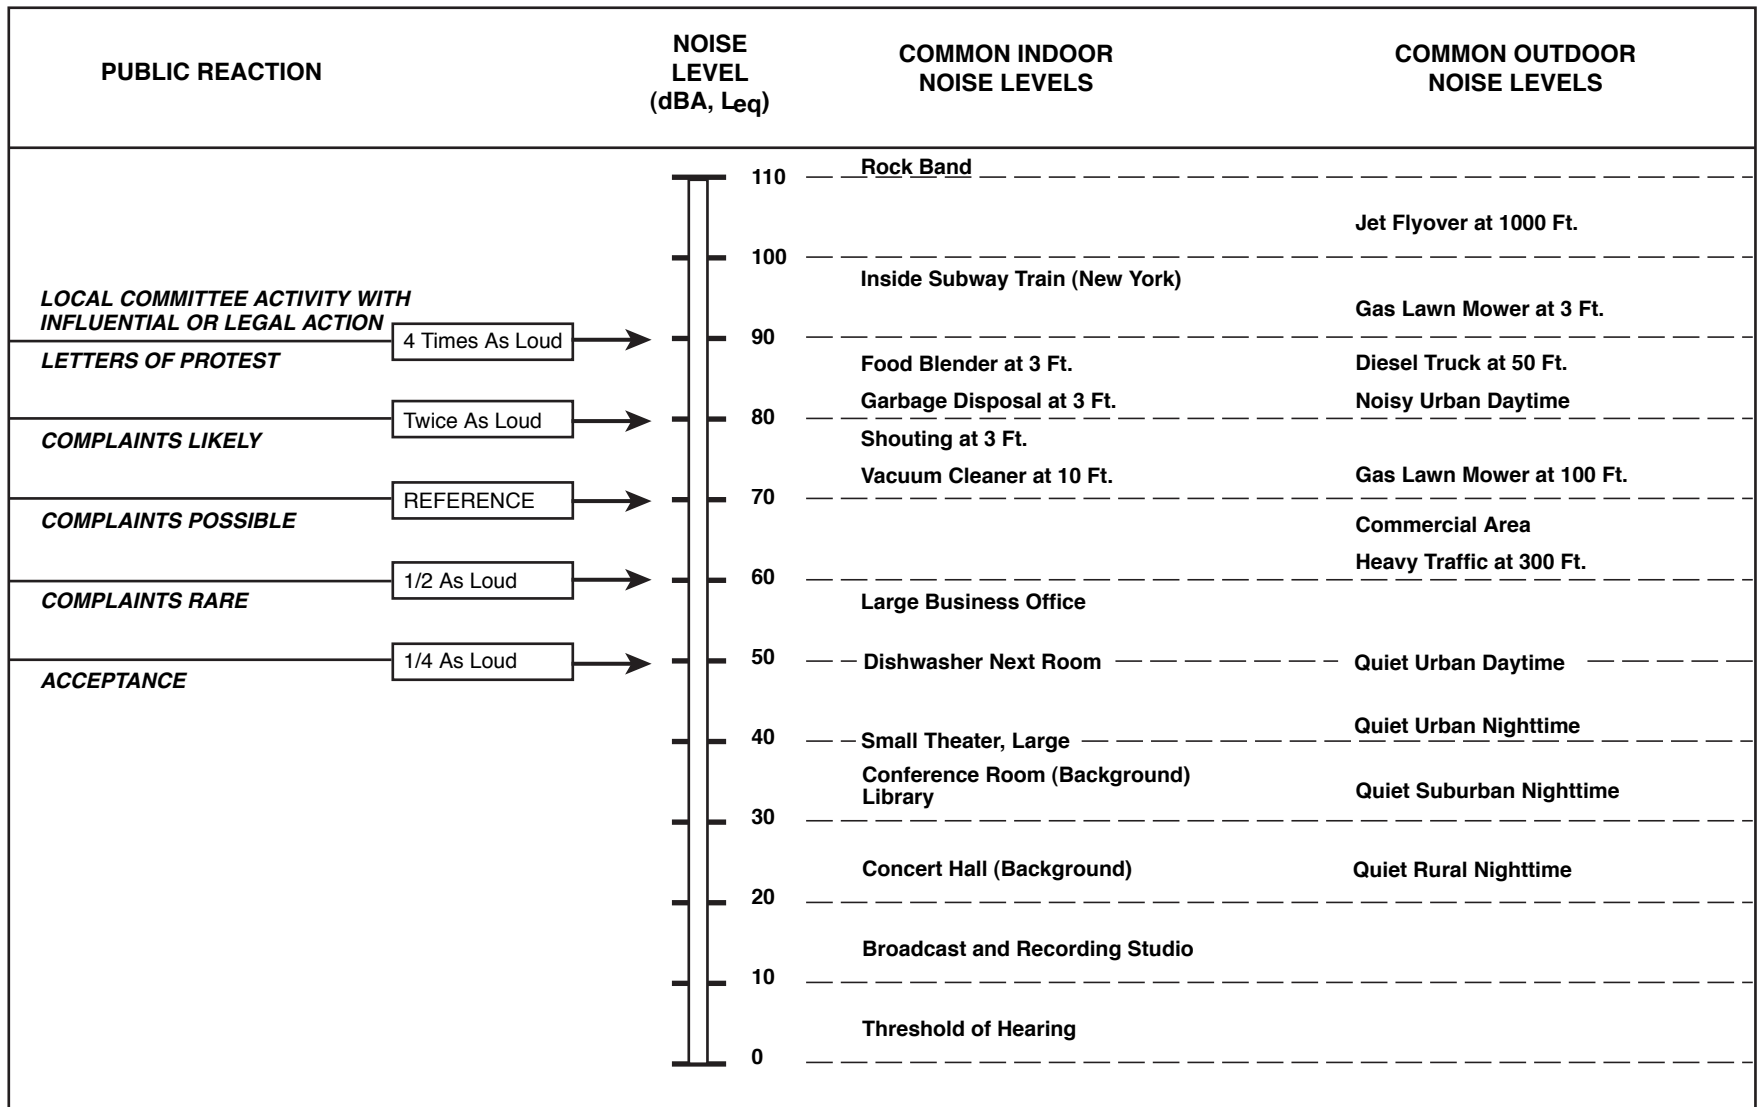 PUBLIC REACTION
NOISE
LEVEL
(dBA, Leq)
COMMON INDOOR
NOISE LEVELS
COMMON OUTDOOR
NOISE LEVELS
110
Rock Band
Jet Flyover at 1000 Ft.
100
Inside Subway Train (New York)
LOCAL COMMITTEE ACTIVITY WITH
INFLUENTIAL OR LEGAL ACTION
Gas Lawn Mower at 3 Ft.
4 Times As Loud
90
LETTERS OF PROTEST
Food Blender at 3 Ft.
Diesel Truck at 50 Ft.
Garbage Disposal at 3 Ft.
Noisy Urban Daytime
Twice As Loud
80
COMPLAINTS LIKELY
Shouting at 3 Ft.
Vacuum Cleaner at 10 Ft.
Gas Lawn Mower at 100 Ft.
REFERENCE
70
COMPLAINTS POSSIBLE
Commercial Area
Heavy Traffic at 300 Ft.
1/2 As Loud
60
COMPLAINTS RARE
Large Business Office
1/4 As Loud
50
Dishwasher Next Room
Quiet Urban Daytime
ACCEPTANCE
Quiet Urban Nighttime
40
Small Theater, Large
Conference Room (Background)
Library
Quiet Suburban Nighttime
30
Concert Hall (Background)
Quiet Rural Nighttime
20
Broadcast and Recording Studio
10
Threshold of Hearing
0